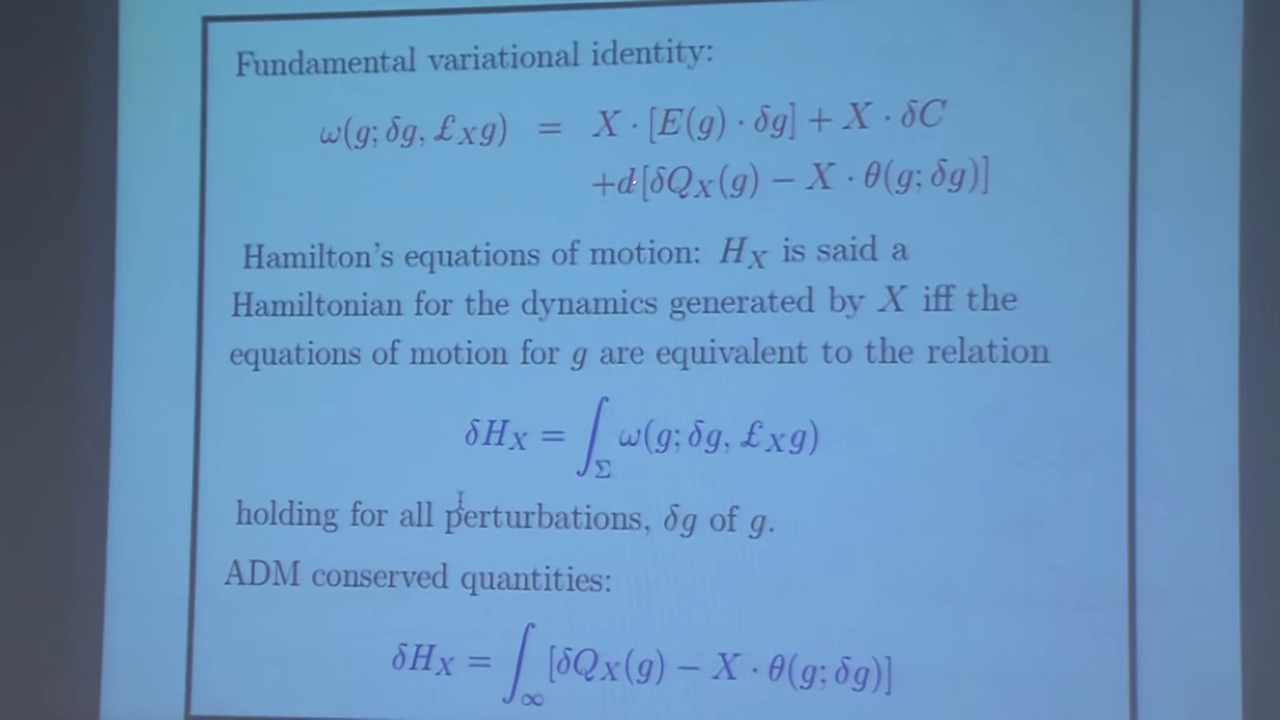 Fundamental variational identity:
ω(g; δg, £_X g) = X · [E(g) · δg] + X · δC
+d[δQ_X(g) − X · θ(g; δg)]
Hamilton's equations of motion: H_X is said a
Hamiltonian for the dynamics generated by X iff the
equations of motion for g are equivalent to the relation
δH_X = ∫_Σ ω(g; δg, £_X g)
holding for all perturbations, δg of g.
ADM conserved quantities:
δH_X = ∫_∞ [δQ_X(g) − X · θ(g; δg)]